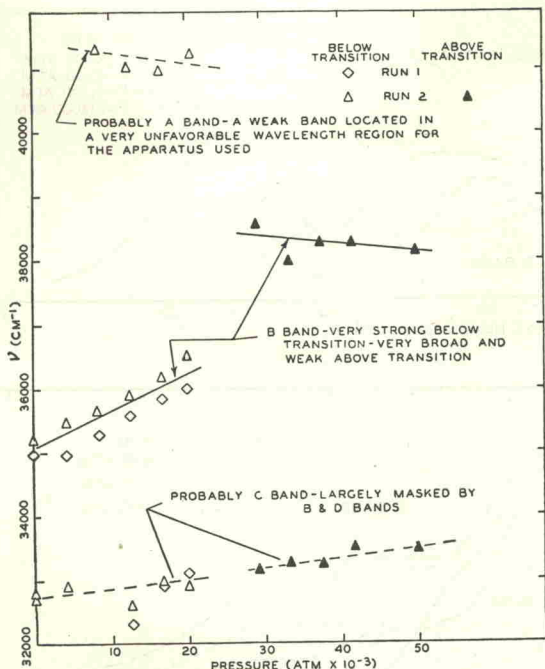 BELOW TRANSITION
ABOVE TRANSITION
◇ RUN 1
△ RUN 2 ▲
PROBABLY A BAND-A WEAK BAND LOCATED IN
A VERY UNFAVORABLE WAVELENGTH REGION FOR
THE APPARATUS USED
B BAND-VERY STRONG BELOW
TRANSITION-VERY BROAD AND
WEAK ABOVE TRANSITION
PROBABLY C BAND-LARGELY MASKED BY
B & D BANDS
ν (CM⁻¹)
40000
38000
36000
34000
32000
0 10 20 30 40 50
PRESSURE (ATM × 10⁻³)